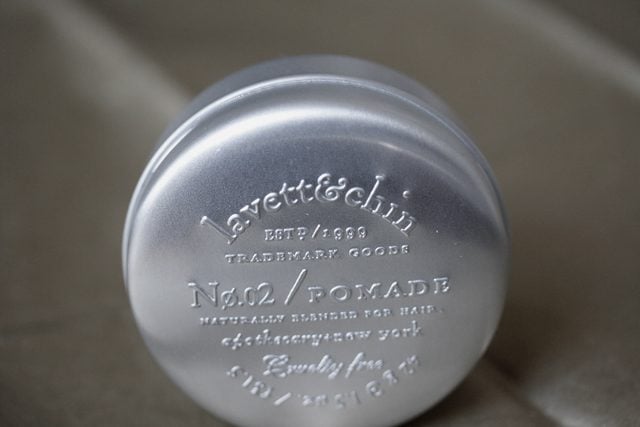 lavett&chin
ESTD/1999
TRADEMARK GOODS
Nø.02 / POMADE
NATURALLY BLENDED FOR HAIR.
apothecary+new york
Cruelty free